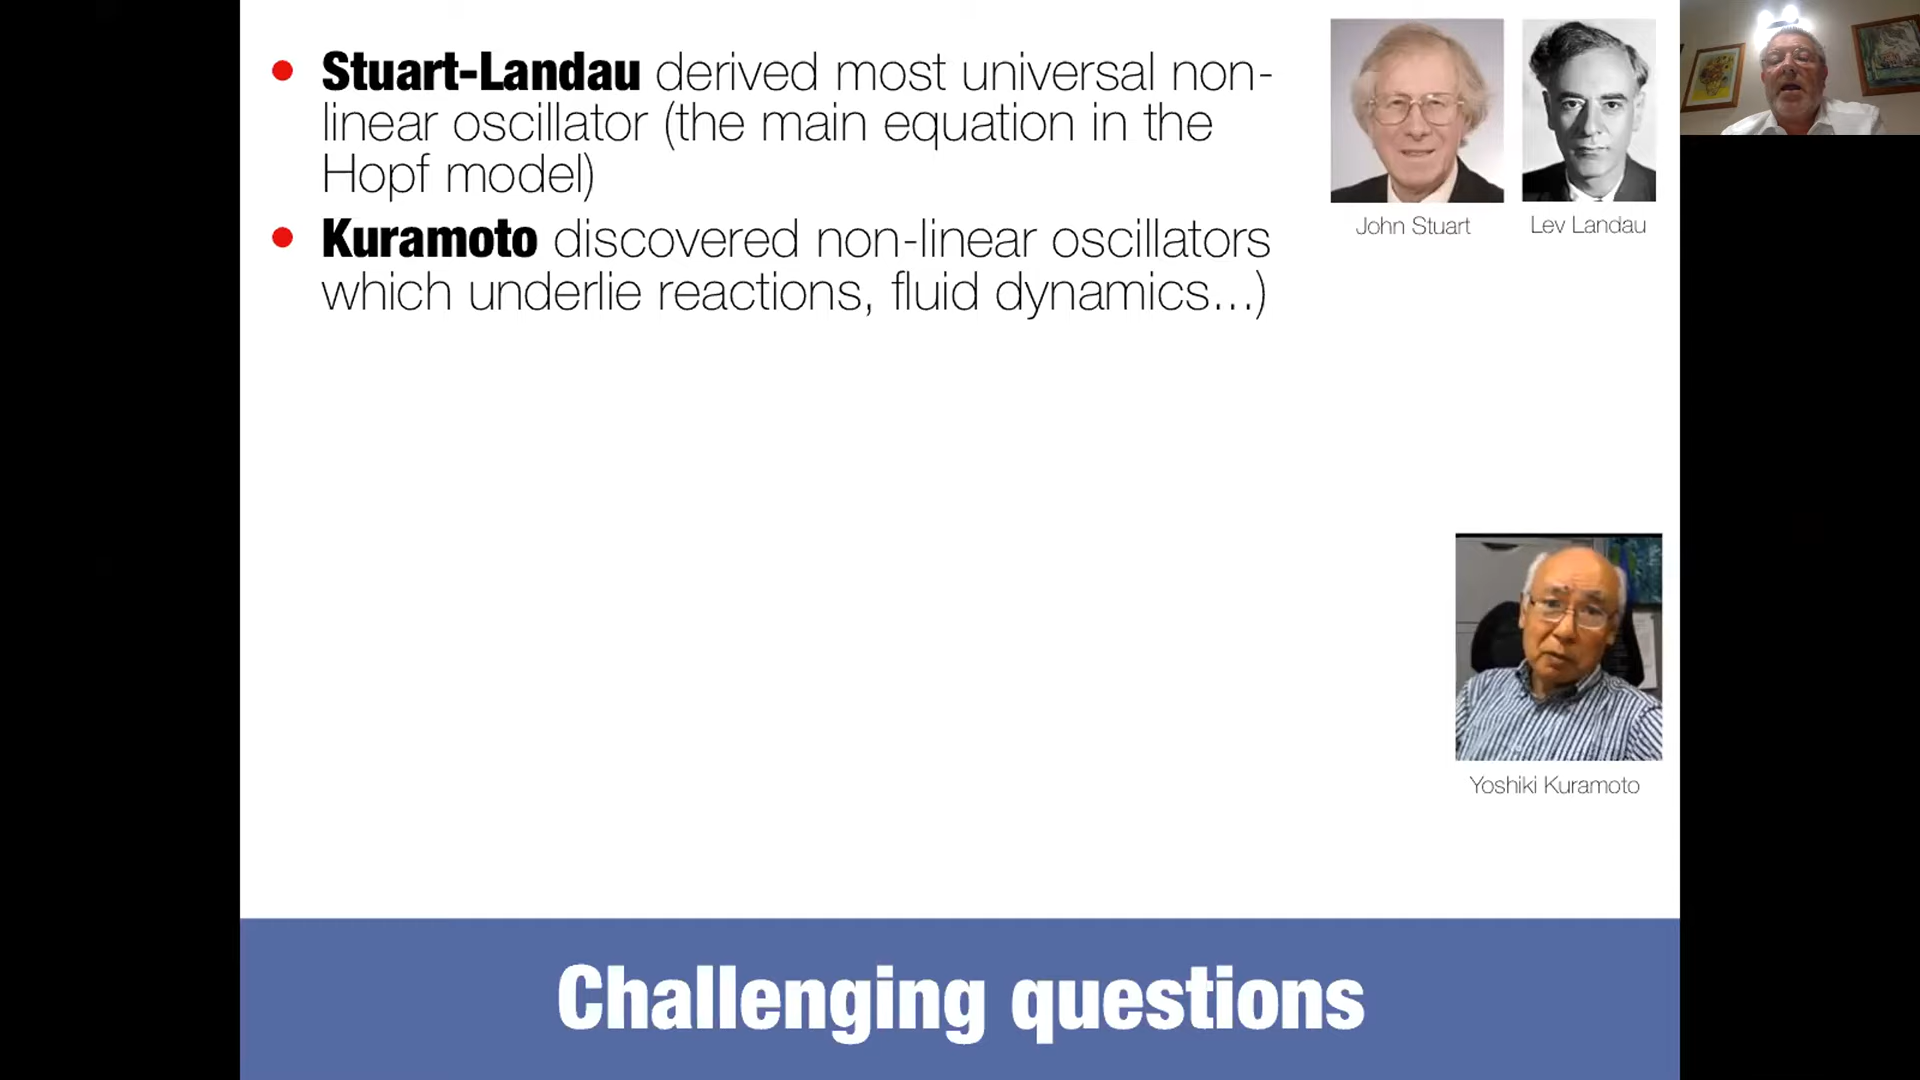 Stuart-Landau derived most universal non-
linear oscillator (the main equation in the
Hopf model)
Kuramoto discovered non-linear oscillators
which underlie reactions, fluid dynamics...)
John Stuart
Lev Landau
Yoshiki Kuramoto
Challenging questions